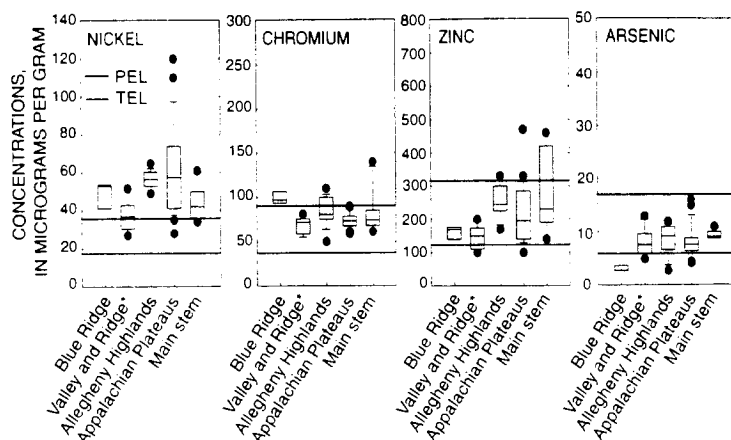 CONCENTRATIONS,
IN MICROGRAMS PER GRAM
NICKEL
PEL
TEL
140
120
100
80
60
40
20
0
Blue Ridge
Valley and Ridge*
Allegheny Highlands
Appalachian Plateaus
Main stem
CHROMIUM
300
250
200
150
100
50
0
Blue Ridge
Valley and Ridge*
Allegheny Highlands
Appalachian Plateaus
Main stem
ZINC
800
700
600
500
400
300
200
100
0
Blue Ridge
Valley and Ridge*
Allegheny Highlands
Appalachian Plateaus
Main stem
ARSENIC
50
40
30
20
10
0
Blue Ridge
Valley and Ridge*
Allegheny Highlands
Appalachian Plateaus
Main stem